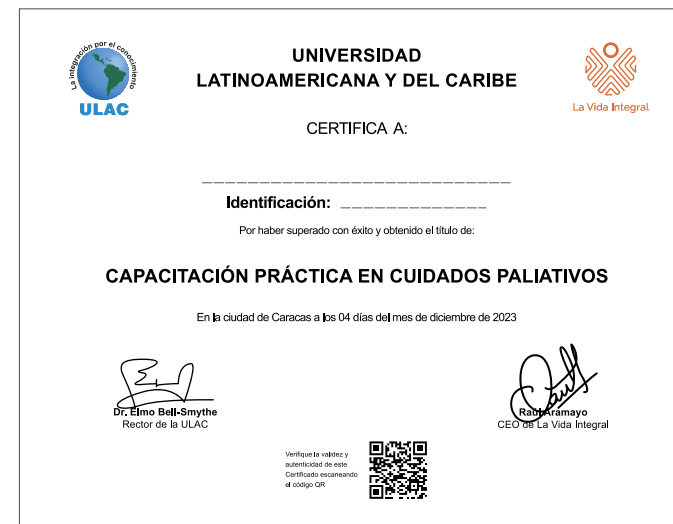 La integración por el conocimiento
ULAC
UNIVERSIDAD
LATINOAMERICANA Y DEL CARIBE
La Vida Integral
CERTIFICA A:
____________________________
Identificación: _____________
Por haber superado con éxito y obtenido el título de:
CAPACITACIÓN PRÁCTICA EN CUIDADOS PALIATIVOS
En la ciudad de Caracas a los 04 días del mes de diciembre de 2023
Dr. Elmo Bell-Smythe
Rector de la ULAC
Raúl Aramayo
CEO de La Vida Integral
Verifique la validez y
autenticidad de este
Certificado escaneando
el código QR